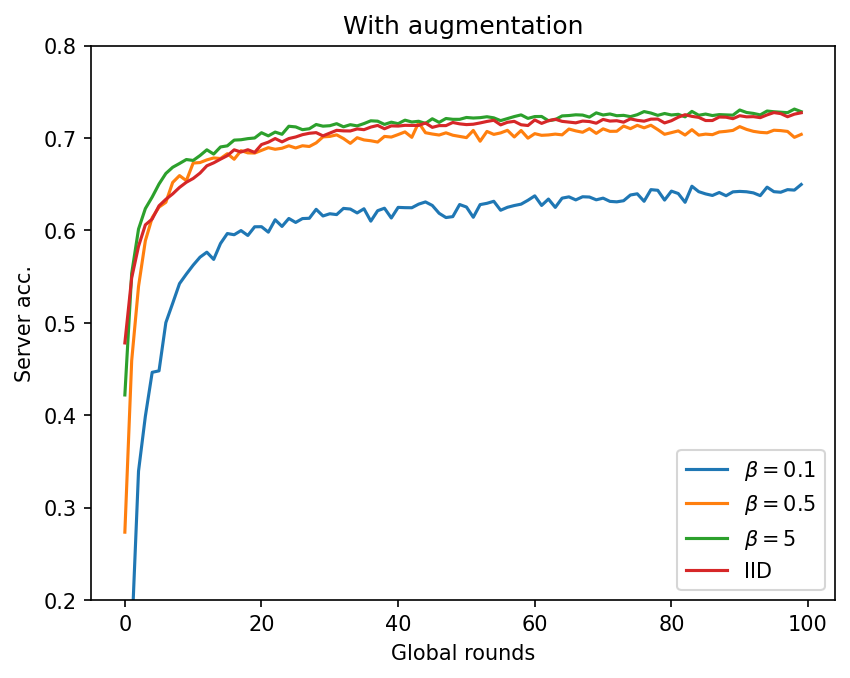 With augmentation
Server acc.
0.8
0.7
0.6
0.5
0.4
0.3
0.2
0 20 40 60 80 100
Global rounds
β = 0.1
β = 0.5
β = 5
IID